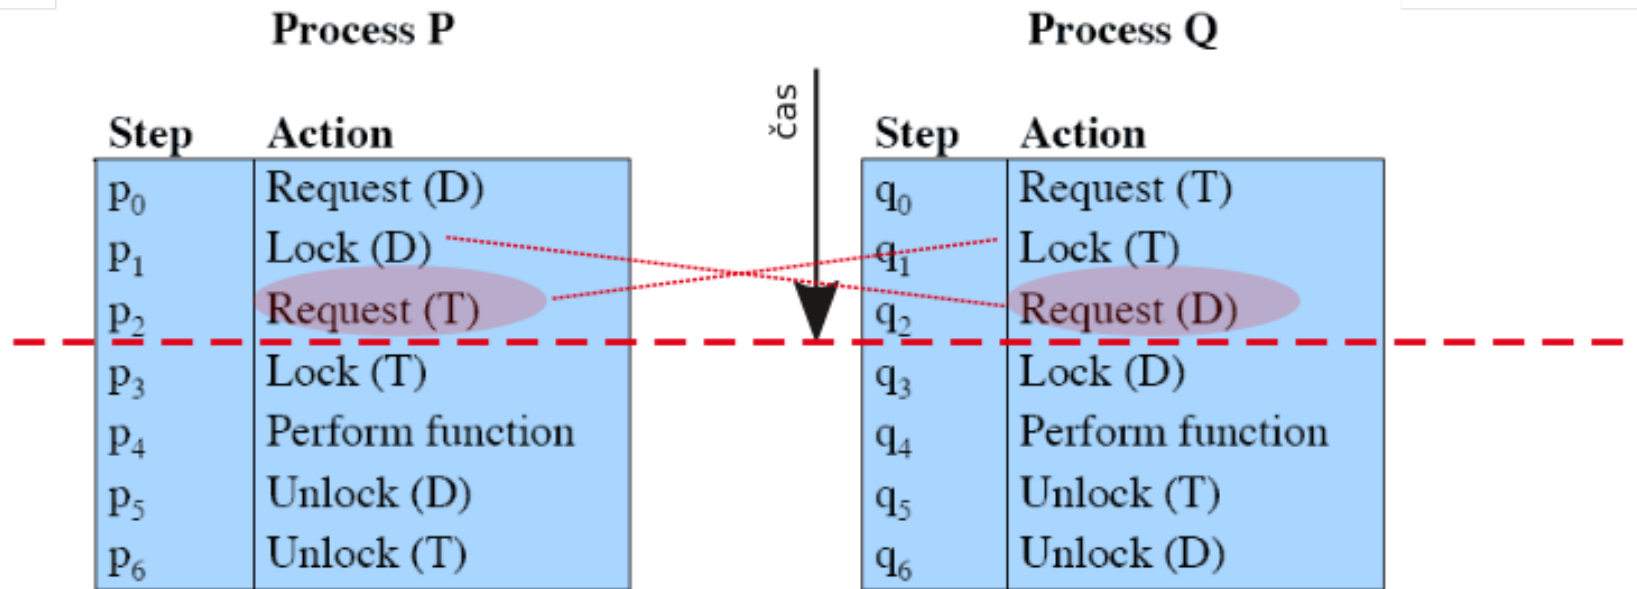 Process P
Process Q
čas
Step Action
p0 Request (D)
p1 Lock (D)
p2 Request (T)
p3 Lock (T)
p4 Perform function
p5 Unlock (D)
p6 Unlock (T)
Step Action
q0 Request (T)
q1 Lock (T)
q2 Request (D)
q3 Lock (D)
q4 Perform function
q5 Unlock (T)
q6 Unlock (D)